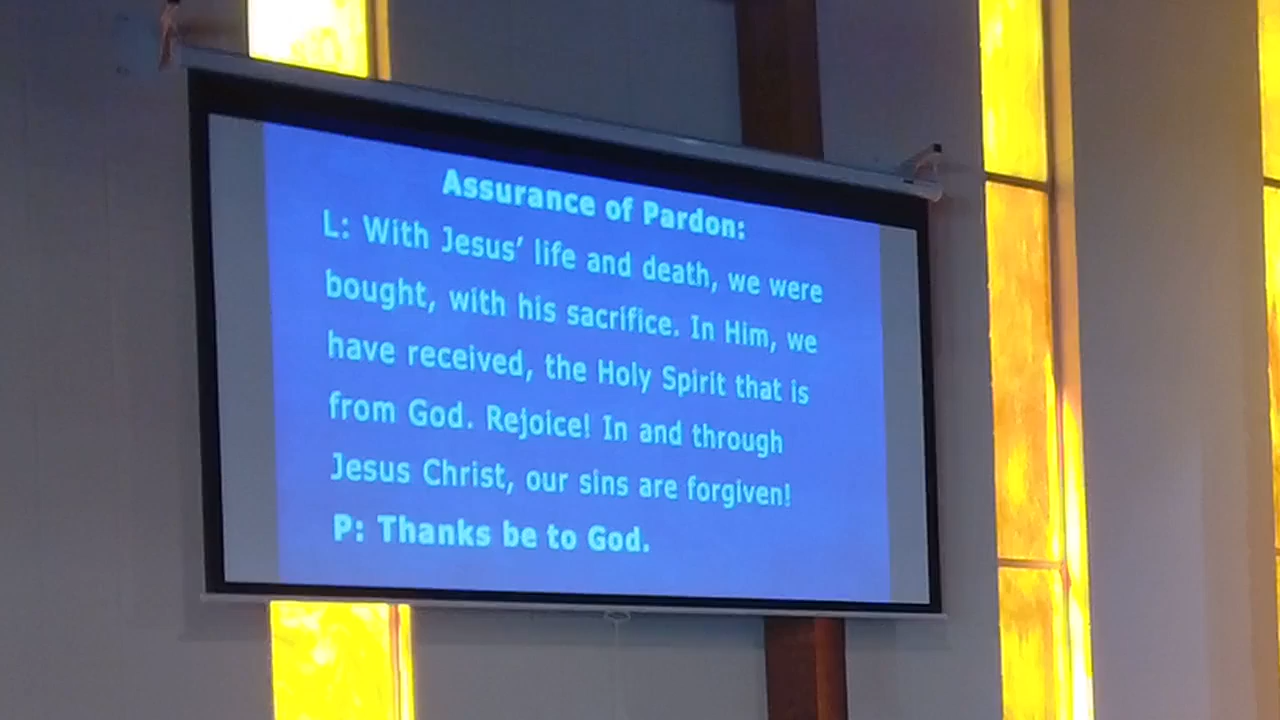 Assurance of Pardon:
L: With Jesus’ life and death, we were
bought, with his sacrifice. In Him, we
have received, the Holy Spirit that is
from God. Rejoice! In and through
Jesus Christ, our sins are forgiven!
P: Thanks be to God.